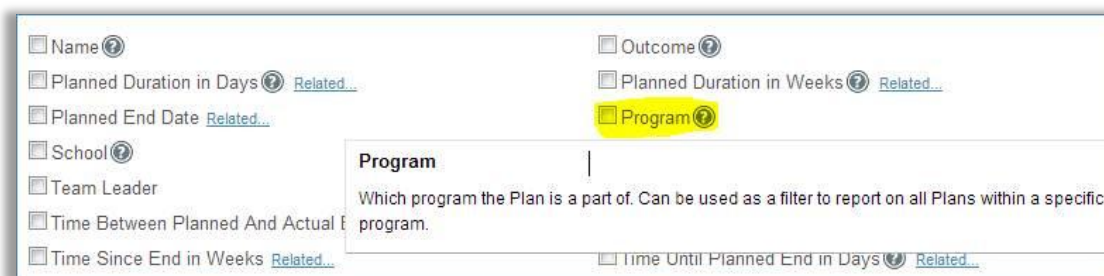 Name
Outcome
Planned Duration in Days Related...
Planned Duration in Weeks Related...
Planned End Date Related...
Program
School
Team Leader
Time Between Planned And Actual
Time Since End in Weeks Related...
Program
Which program the Plan is a part of. Can be used as a filter to report on all Plans within a specific
program.
Time Until Planned End in Days Related...